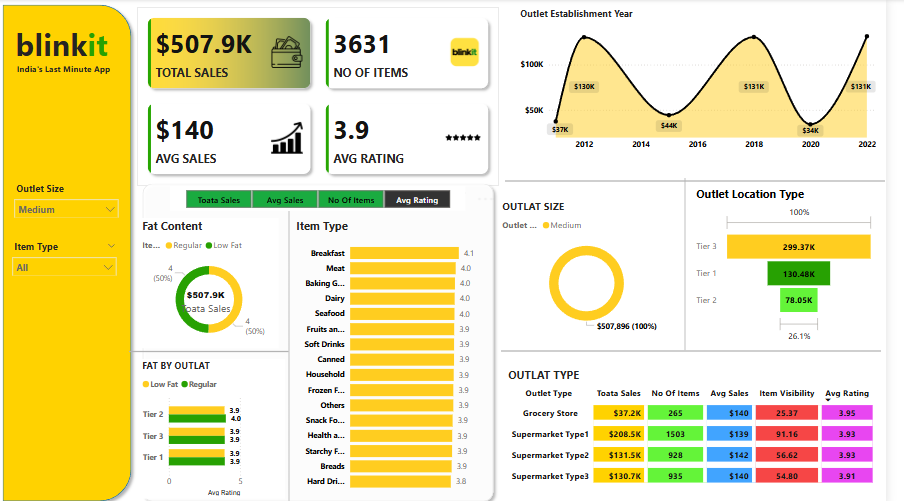 blinkit
India's Last Minute App
Outlet Size
Medium
Item Type
All
$507.9K
TOTAL SALES
3631
NO OF ITEMS
blinkit
$140
AVG SALES
3.9
AVG RATING
Outlet Establishment Year
$100K
$50K
$37K
$130K
$44K
$131K
$34K
$131K
2012 2014 2016 2018 2020 2022
Toata Sales Avg Sales No Of Items Avg Rating
Fat Content
Ite... Regular Low Fat
4
(50%)
$507.9K
Toata Sales
4
(50%)
FAT BY OUTLAT
Low Fat Regular
Tier 2 3.9
4.0
Tier 3 3.9
3.9
Tier 1 3.9
3.9
0 5
Avg Rating
Item Type
Breakfast 4.1
Meat 4.0
Baking G... 4.0
Dairy 4.0
Seafood 4.0
Fruits an... 3.9
Soft Drinks 3.9
Canned 3.9
Household 3.9
Frozen F... 3.9
Others 3.9
Snack Fo... 3.9
Health a... 3.9
Starchy F... 3.9
Breads 3.9
Hard Dri... 3.8
OUTLAT SIZE
Outlet ... Medium
$507,896 (100%)
Outlet Location Type
100%
Tier 3 299.37K
Tier 1 130.48K
Tier 2 78.05K
26.1%
OUTLAT TYPE
Outlet Type Toata Sales No Of Items Avg Sales Item Visibility Avg Rating
Grocery Store $37.2K 265 $140 25.37 3.95
Supermarket Type1 $208.5K 1503 $139 91.16 3.93
Supermarket Type2 $131.5K 928 $142 56.62 3.93
Supermarket Type3 $130.7K 935 $140 54.80 3.91